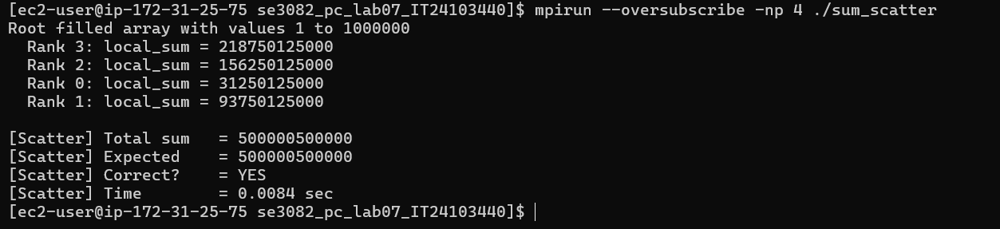 [ec2-user@ip-172-31-25-75 se3082_pc_lab07_IT24103440]$ mpirun --oversubscribe -np 4 ./sum_scatter
Root filled array with values 1 to 1000000
  Rank 3: local_sum = 218750125000
  Rank 2: local_sum = 156250125000
  Rank 0: local_sum = 31250125000
  Rank 1: local_sum = 93750125000

[Scatter] Total sum   = 500000500000
[Scatter] Expected    = 500000500000
[Scatter] Correct?    = YES
[Scatter] Time        = 0.0084 sec
[ec2-user@ip-172-31-25-75 se3082_pc_lab07_IT24103440]$